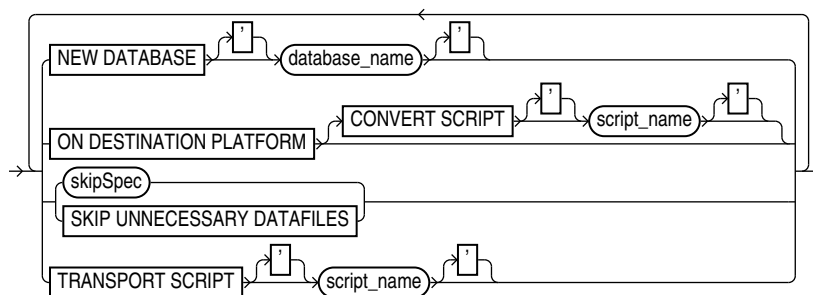 NEW DATABASE ' database_name '
ON DESTINATION PLATFORM CONVERT SCRIPT ' script_name '
skipSpec
SKIP UNNECESSARY DATAFILES
TRANSPORT SCRIPT ' script_name '